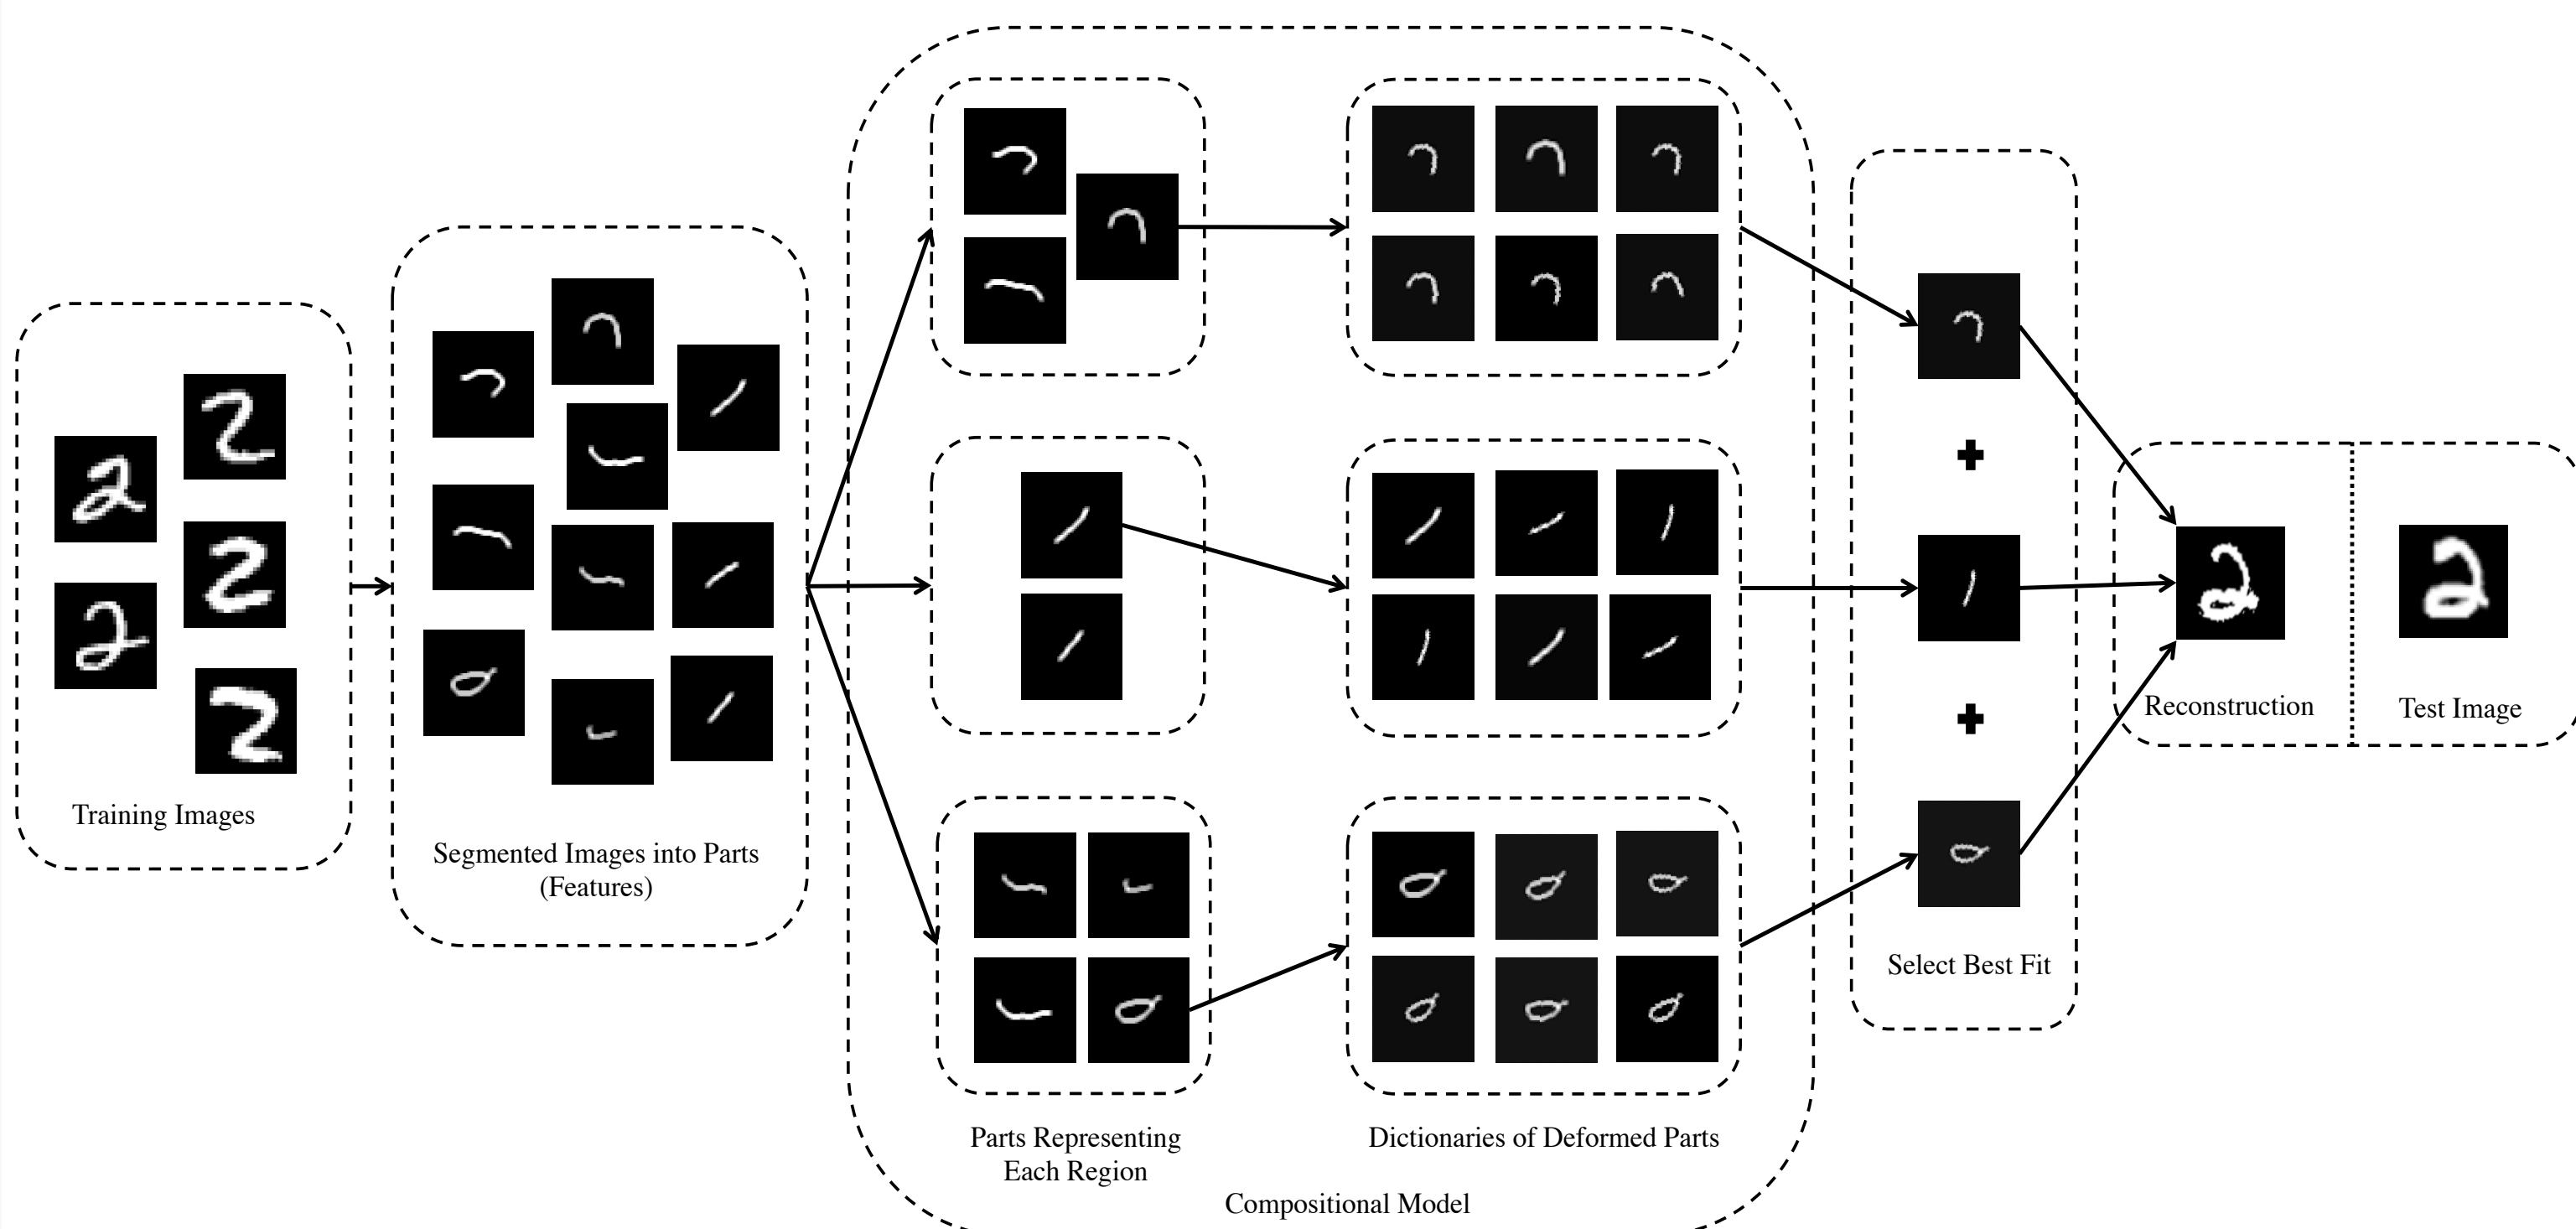 Training Images
Segmented Images into Parts
(Features)
Parts Representing
Each Region
Dictionaries of Deformed Parts
Compositional Model
Select Best Fit
Reconstruction
Test Image